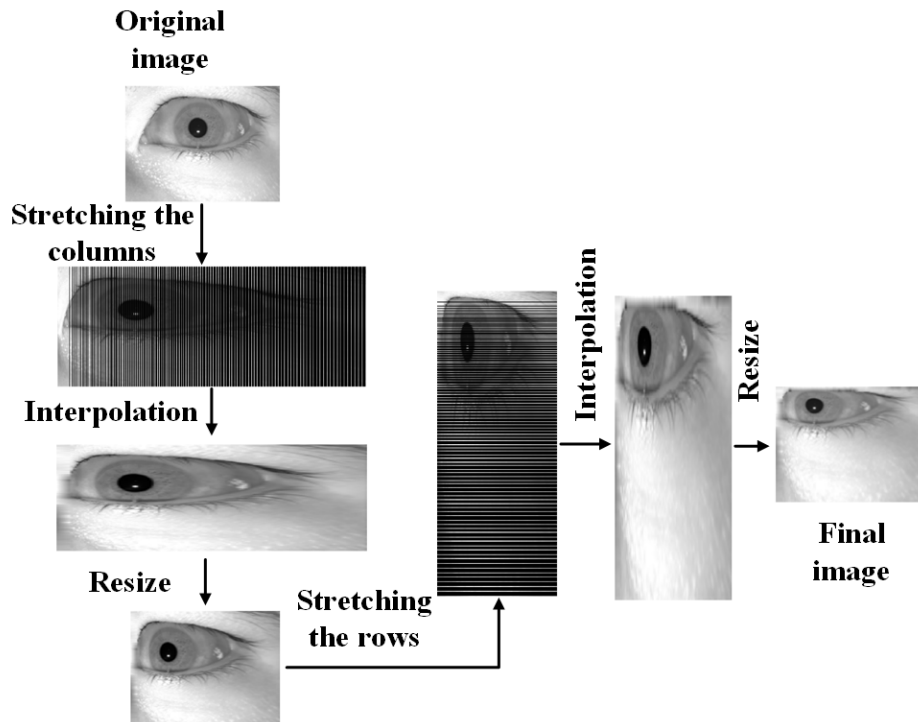 Original
image
Stretching the
columns
Interpolation
Resize
Stretching
the rows
Interpolation
Resize
Final
image